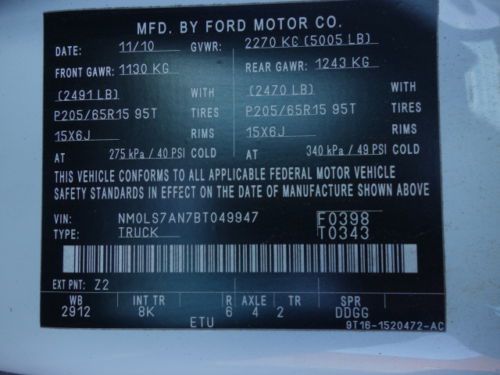 MFD. BY FORD MOTOR CO.
DATE: 11/10 GVWR: 2270 KG (5005 LB)
FRONT GAWR: 1130 KG REAR GAWR: 1243 KG
(2491 LB) WITH (2470 LB) WITH
P205/65R15 95T TIRES P205/65R15 95T TIRES
15X6J RIMS 15X6J RIMS
AT 275 kPa / 40 PSI COLD AT 340 kPa / 49 PSI COLD
THIS VEHICLE CONFORMS TO ALL APPLICABLE FEDERAL MOTOR VEHICLE
SAFETY STANDARDS IN EFFECT ON THE DATE OF MANUFACTURE SHOWN ABOVE
VIN: NM0LS7AN7BT049947 F0398
TYPE: TRUCK T0343
EXT PNT: Z2
WB INT TR R AXLE TR SPR
2912 8K 6 4 2 DDGG
ETU 9T16-1520472-AC